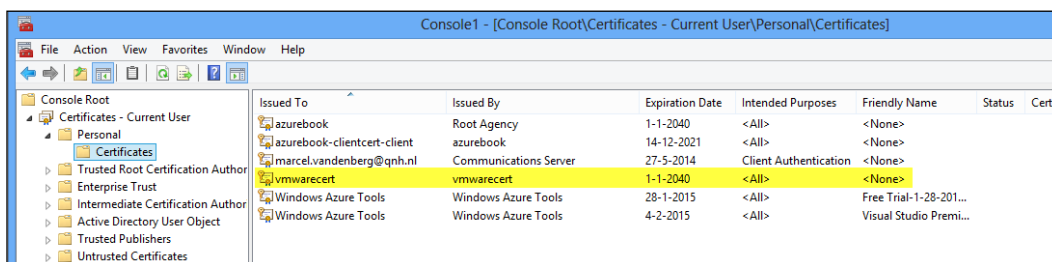 Console1 - [Console Root\Certificates - Current User\Personal\Certificates]
File Action View Favorites Window Help
Console Root
Certificates - Current User
Personal
Certificates
Trusted Root Certification Author
Enterprise Trust
Intermediate Certification Author
Active Directory User Object
Trusted Publishers
Untrusted Certificates
Issued To Issued By Expiration Date Intended Purposes Friendly Name Status Cert
azurebook Root Agency 1-1-2040 <All> <None>
azurebook-clientcert-client azurebook 14-12-2021 <All> <None>
marcel.vandenberg@qnh.nl Communications Server 27-5-2014 Client Authentication <None>
vmwarecert vmwarecert 1-1-2040 <All> <None>
Windows Azure Tools Windows Azure Tools 28-1-2015 <All> Free Trial-1-28-201...
Windows Azure Tools Windows Azure Tools 4-2-2015 <All> Visual Studio Premi...